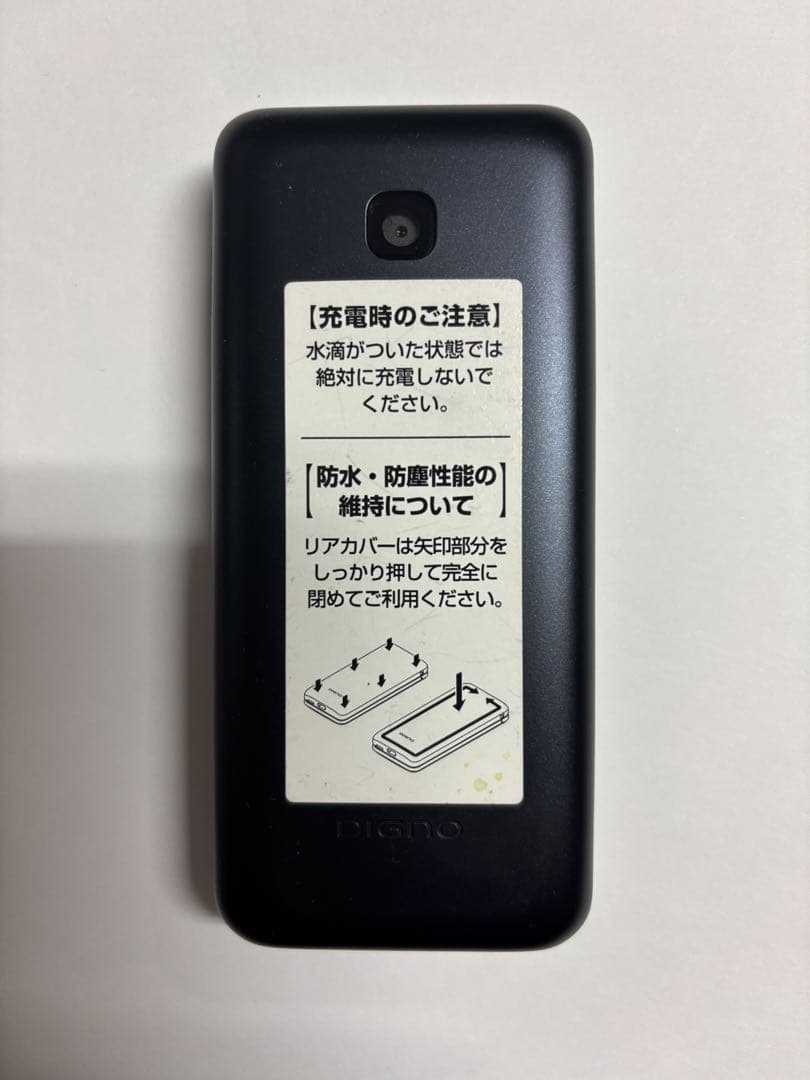 【充電時のご注意】
水滴がついた状態では
絶対に充電しないで
ください。
【防水・防塵性能の
維持について】
リアカバーは矢印部分を
しっかり押して完全に
閉めてご利用ください。
DIGNO